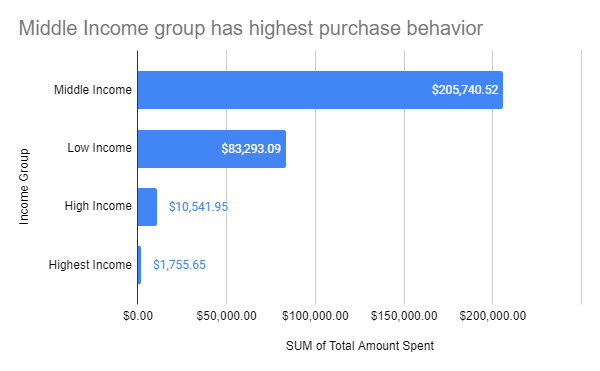 Middle Income group has highest purchase behavior
Income Group
Middle Income
$205,740.52
Low Income
$83,293.09
High Income
$10,541.95
Highest Income
$1,755.65
$0.00
$50,000.00
$100,000.00
$150,000.00
$200,000.00
SUM of Total Amount Spent